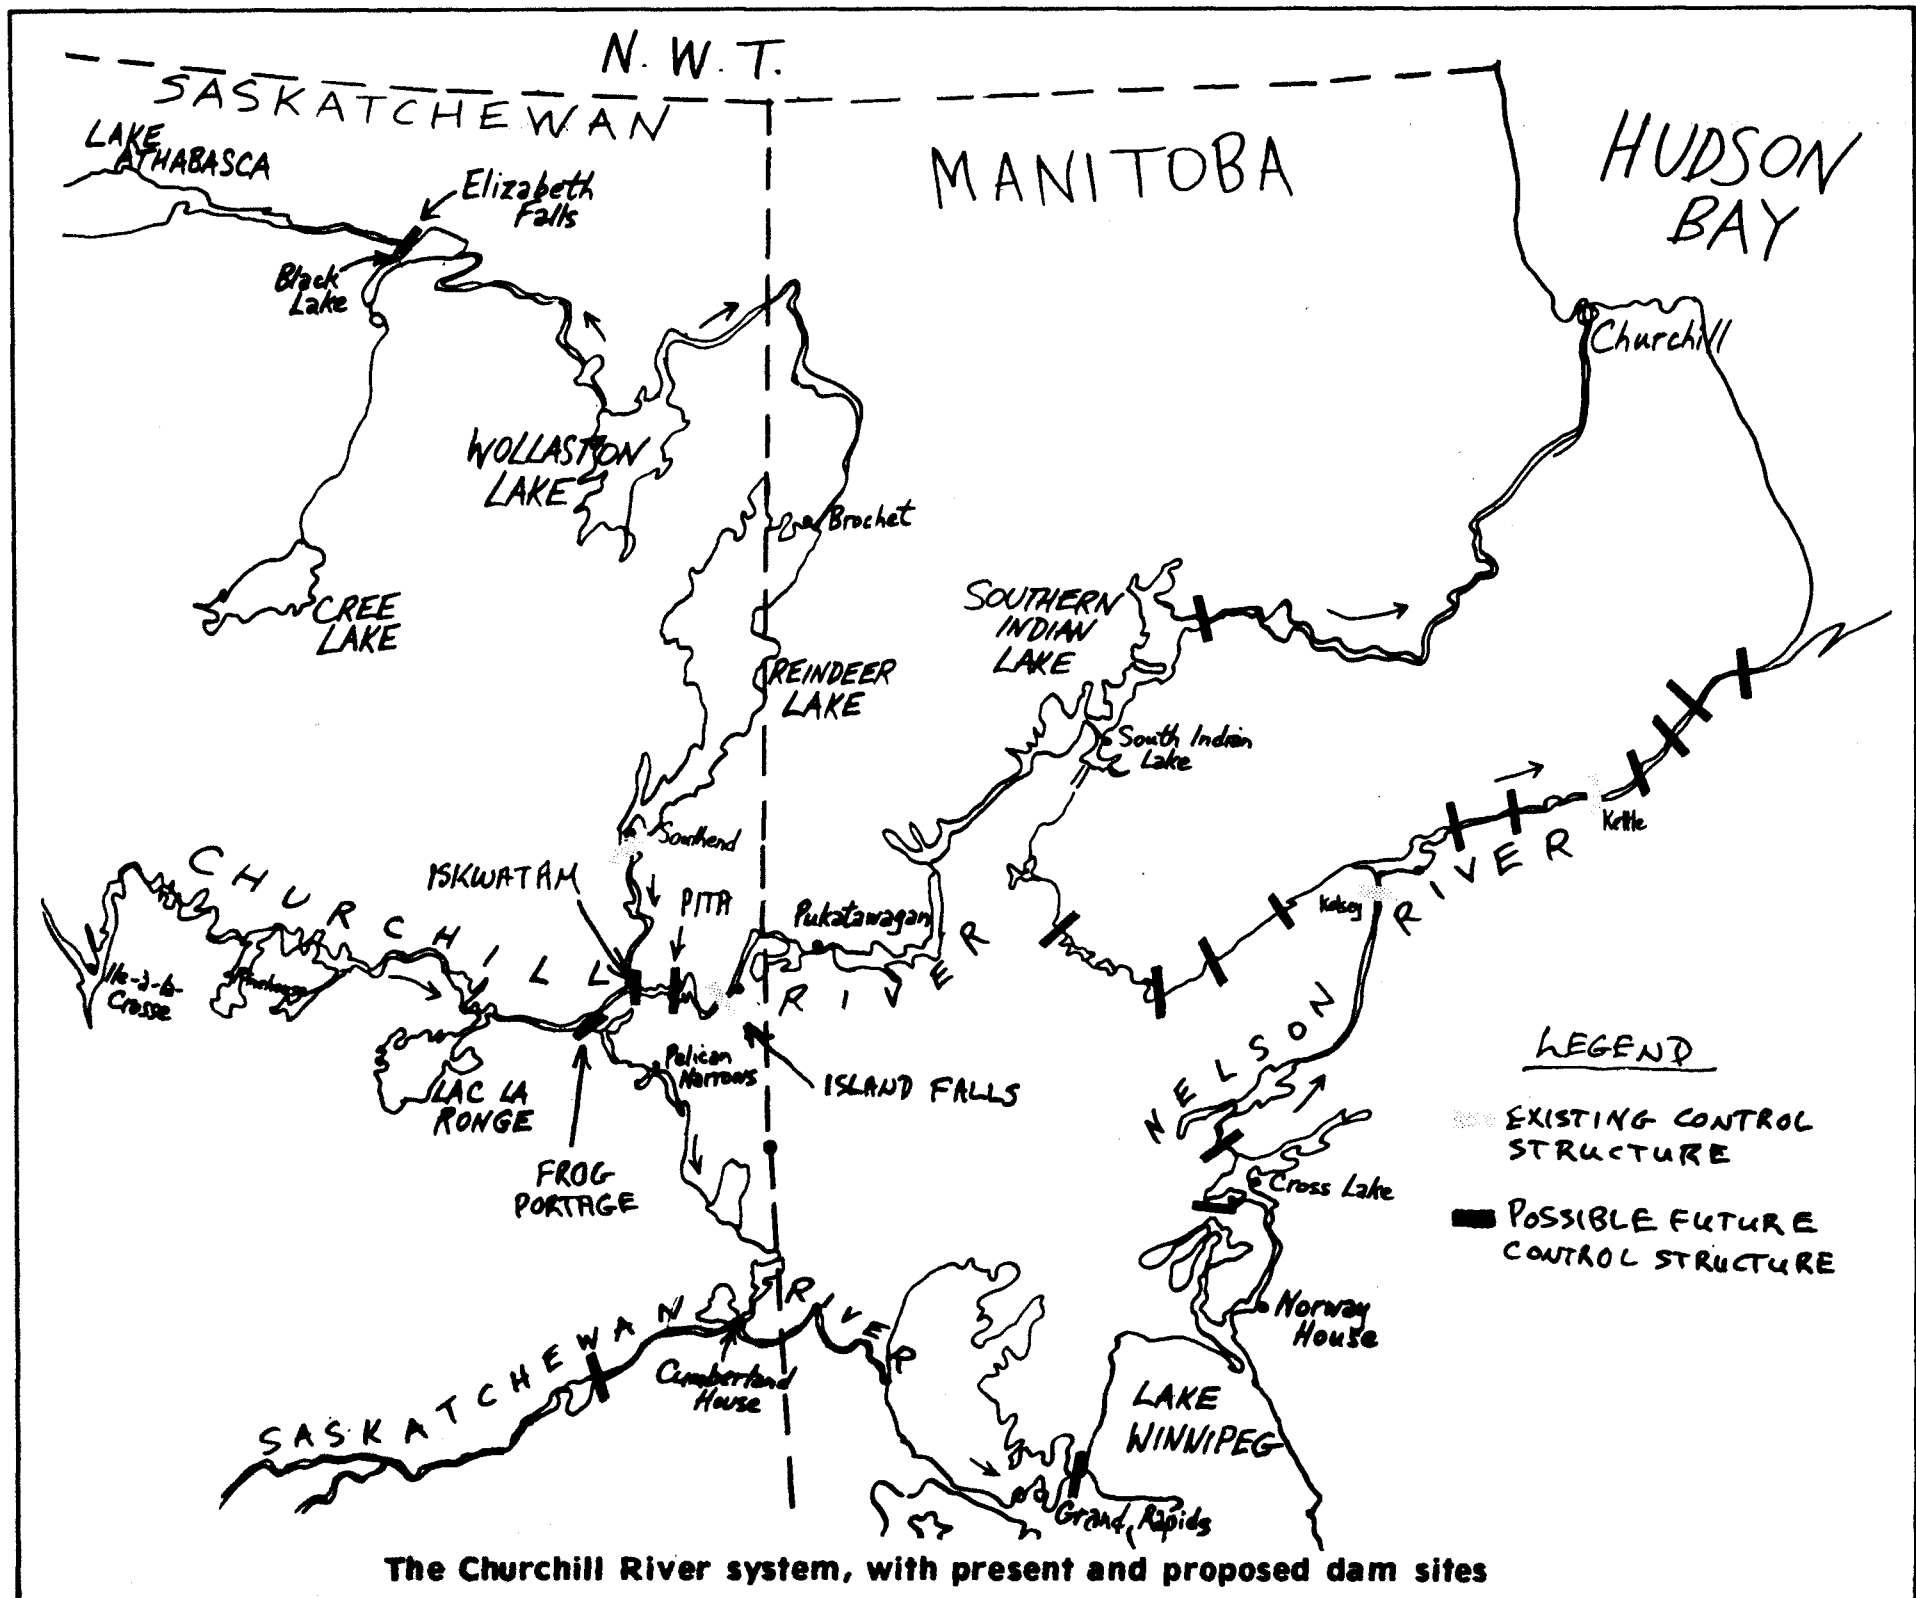 N.W.T.
SASKATCHEWAN
MANITOBA
HUDSON
BAY
LAKE
ATHABASCA
Elizabeth
Falls
Black
Lake
Churchill
WOLLASTON
LAKE
Brochet
CREE
LAKE
SOUTHERN
INDIAN
LAKE
REINDEER
LAKE
South Indian
Lake
Southend
Kettle
CHURCHILL RIVER
ISKWATAM
PITA
Pukatawagan
Kelsey
NELSON RIVER
Ile-à-la-
Crosse
Pinehouse
Pelican
Narrows
ISLAND FALLS
LAC LA
RONGE
FROG
PORTAGE
LEGEND
EXISTING CONTROL
STRUCTURE
POSSIBLE FUTURE
CONTROL STRUCTURE
Cross Lake
Norway
House
SASKATCHEWAN RIVER
Cumberland
House
LAKE
WINNIPEG
Grand Rapids
The Churchill River system, with present and proposed dam sites